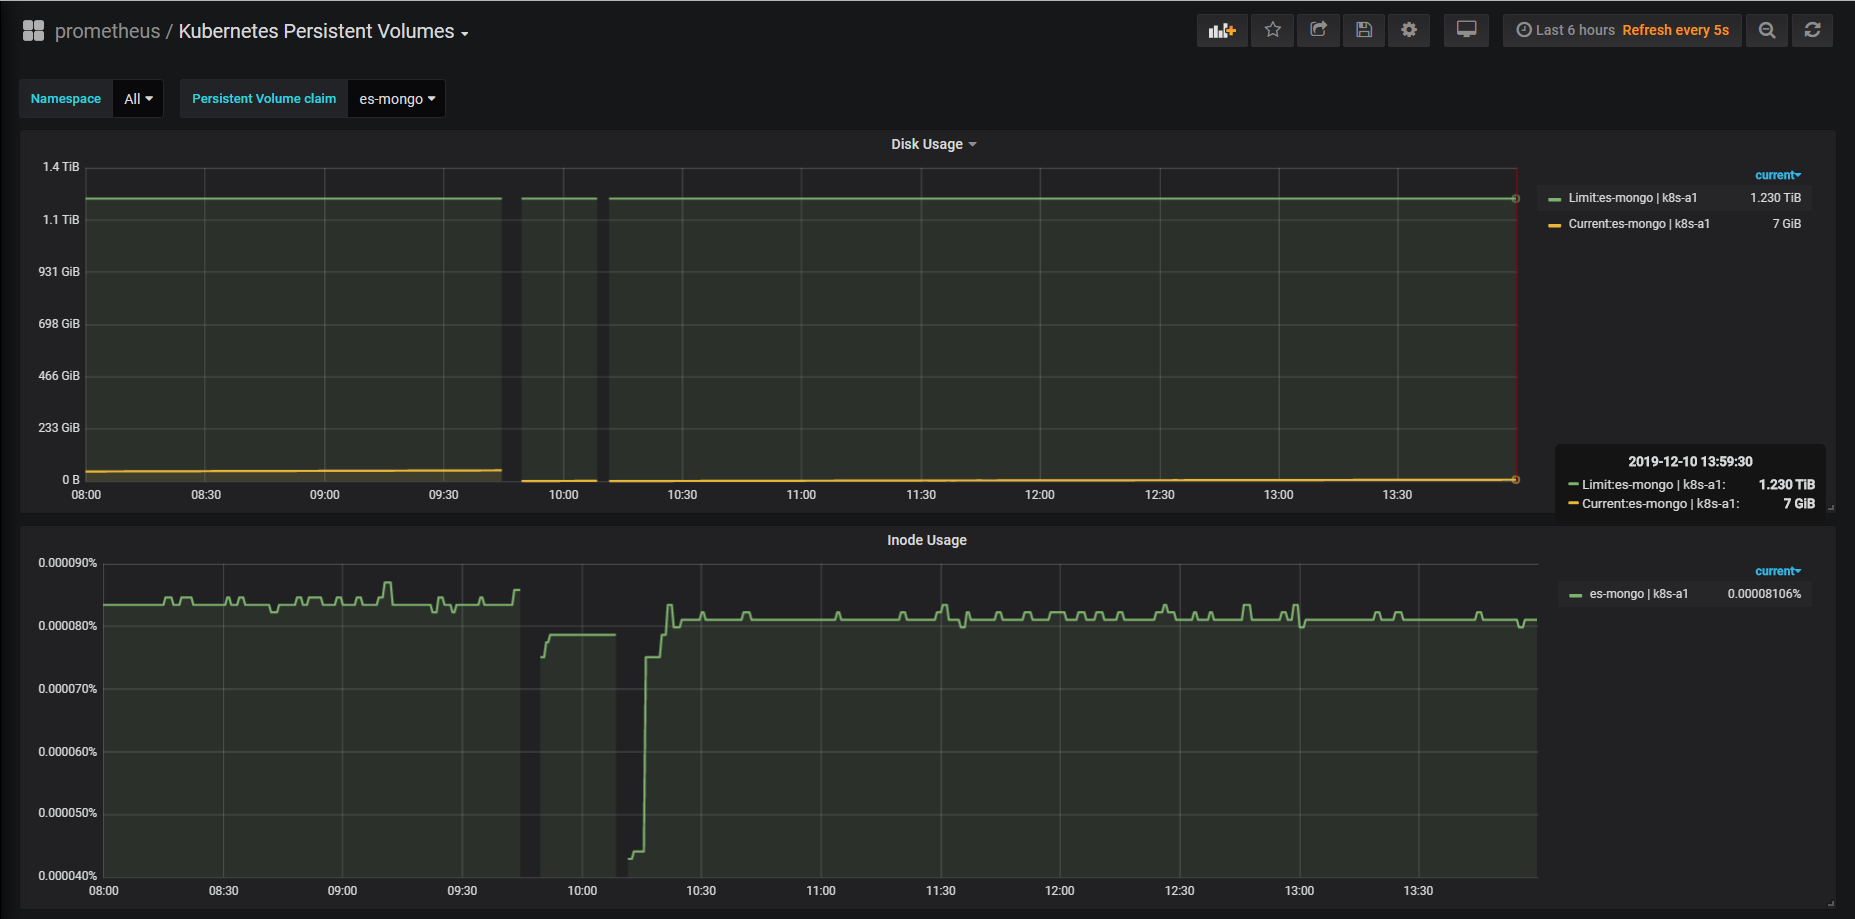 prometheus / Kubernetes Persistent Volumes
Last 6 hours Refresh every 5s
Namespace All Persistent Volume claim es-mongo
Disk Usage
1.4 TiB
1.1 TiB
931 GiB
698 GiB
466 GiB
233 GiB
0 B
08:00 08:30 09:00 09:30 10:00 10:30 11:00 11:30 12:00 12:30 13:00 13:30
current
Limit:es-mongo | k8s-a1 1.230 TiB
Current:es-mongo | k8s-a1 7 GiB
2019-12-10 13:59:30
Limit:es-mongo | k8s-a1: 1.230 TiB
Current:es-mongo | k8s-a1: 7 GiB
Inode Usage
0.000090%
0.000080%
0.000070%
0.000060%
0.000050%
0.000040%
08:00 08:30 09:00 09:30 10:00 10:30 11:00 11:30 12:00 12:30 13:00 13:30
current
es-mongo | k8s-a1 0.00008106%